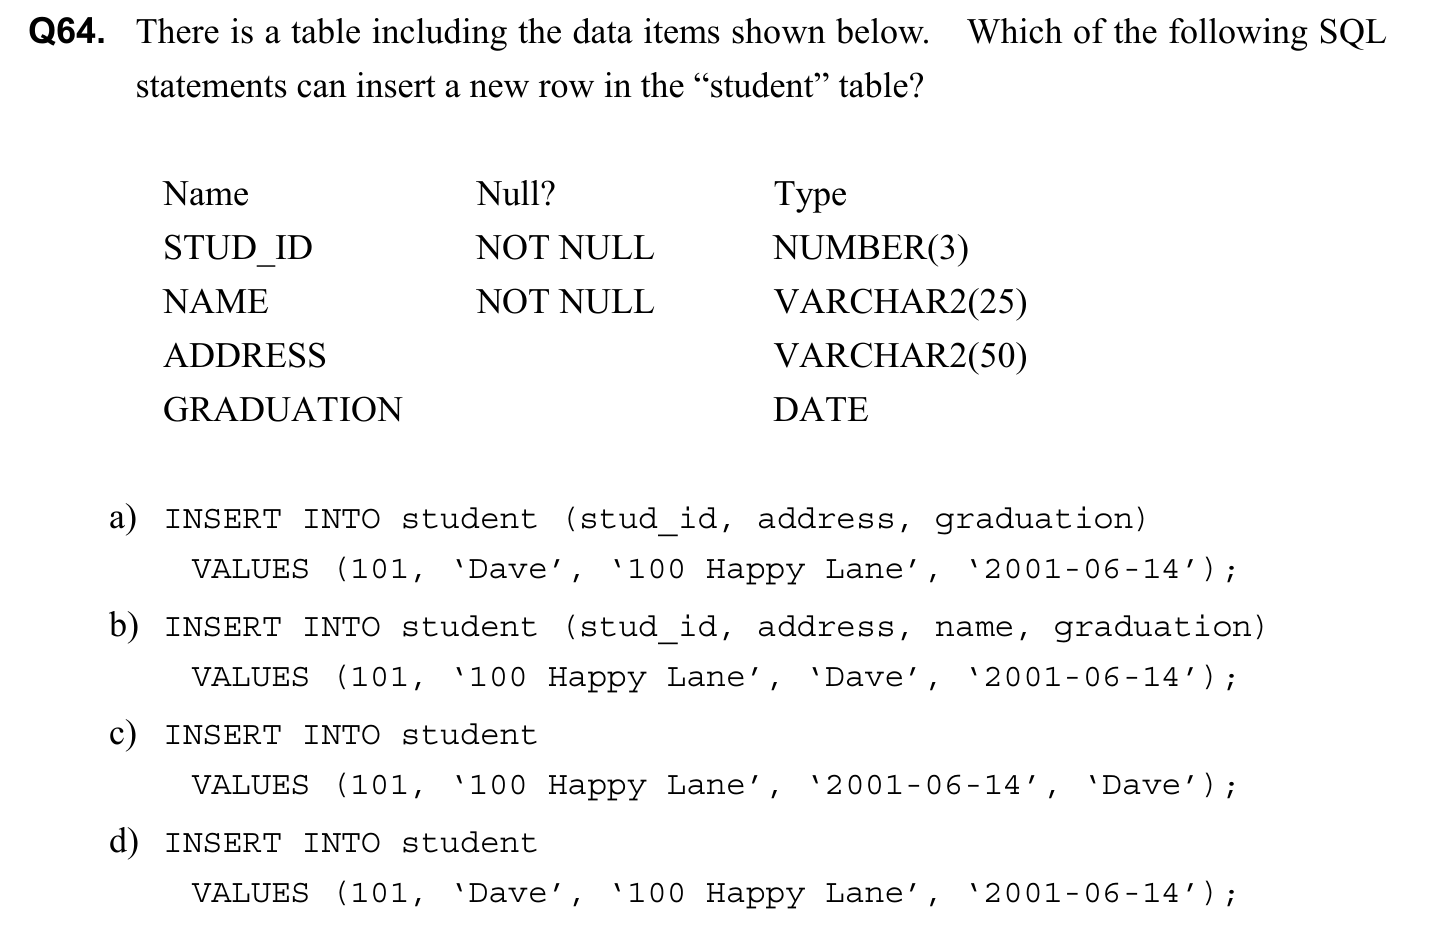 Q64. There is a table including the data items shown below. Which of the following SQL
statements can insert a new row in the “student” table?
Name Null? Type
STUD_ID NOT NULL NUMBER(3)
NAME NOT NULL VARCHAR2(25)
ADDRESS VARCHAR2(50)
GRADUATION DATE
a) INSERT INTO student (stud_id, address, graduation)
VALUES (101, ‘Dave’, ‘100 Happy Lane’, ‘2001-06-14’);
b) INSERT INTO student (stud_id, address, name, graduation)
VALUES (101, ‘100 Happy Lane’, ‘Dave’, ‘2001-06-14’);
c) INSERT INTO student
VALUES (101, ‘100 Happy Lane’, ‘2001-06-14’, ‘Dave’);
d) INSERT INTO student
VALUES (101, ‘Dave’, ‘100 Happy Lane’, ‘2001-06-14’);